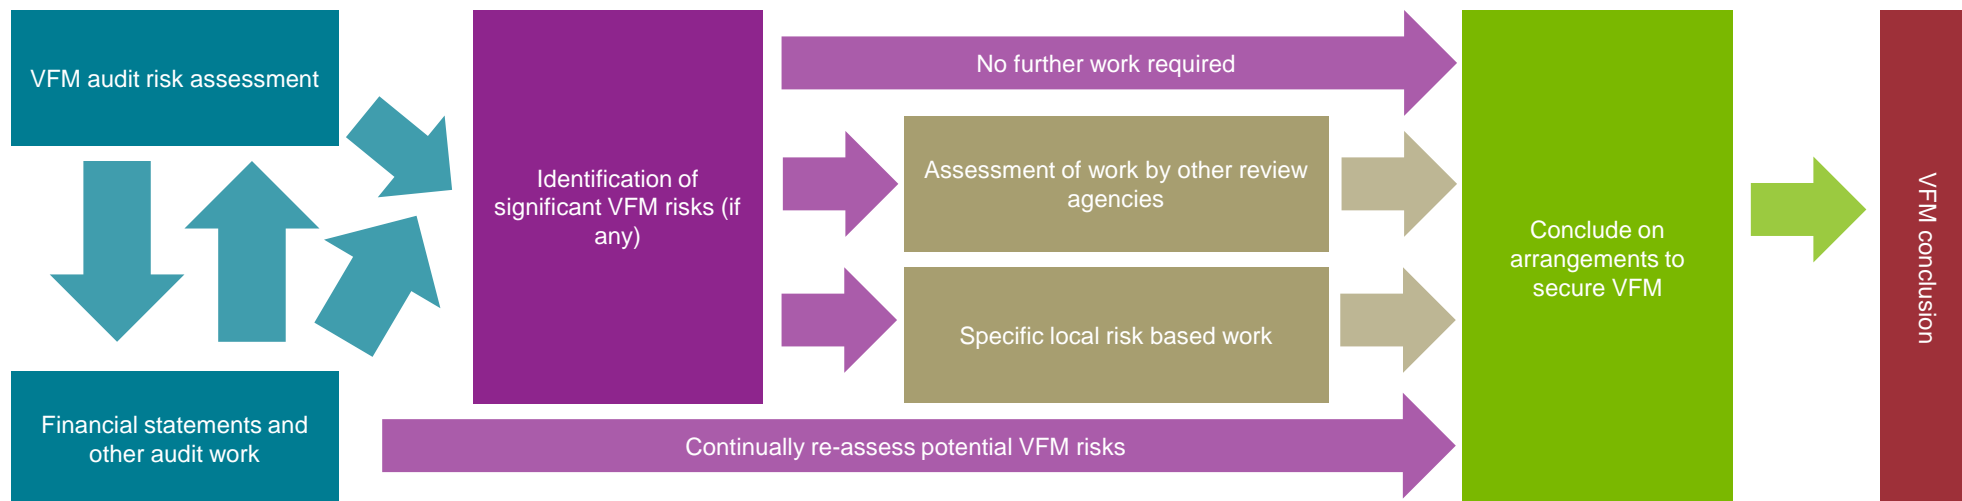 VFM audit risk assessment
Financial statements and
other audit work
Identification of
significant VFM risks (if
any)
No further work required
Assessment of work by other review
agencies
Specific local risk based work
Continually re-assess potential VFM risks
Conclude on
arrangements to
secure VFM
VFM conclusion